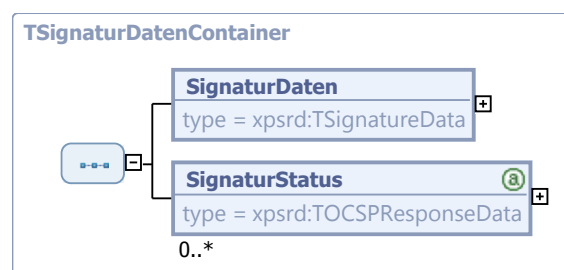 TSignaturDatenContainer
SignaturDaten
type = xpsrd:TSignatureData
SignaturStatus
type = xpsrd:TOCSPResponseData
0..*